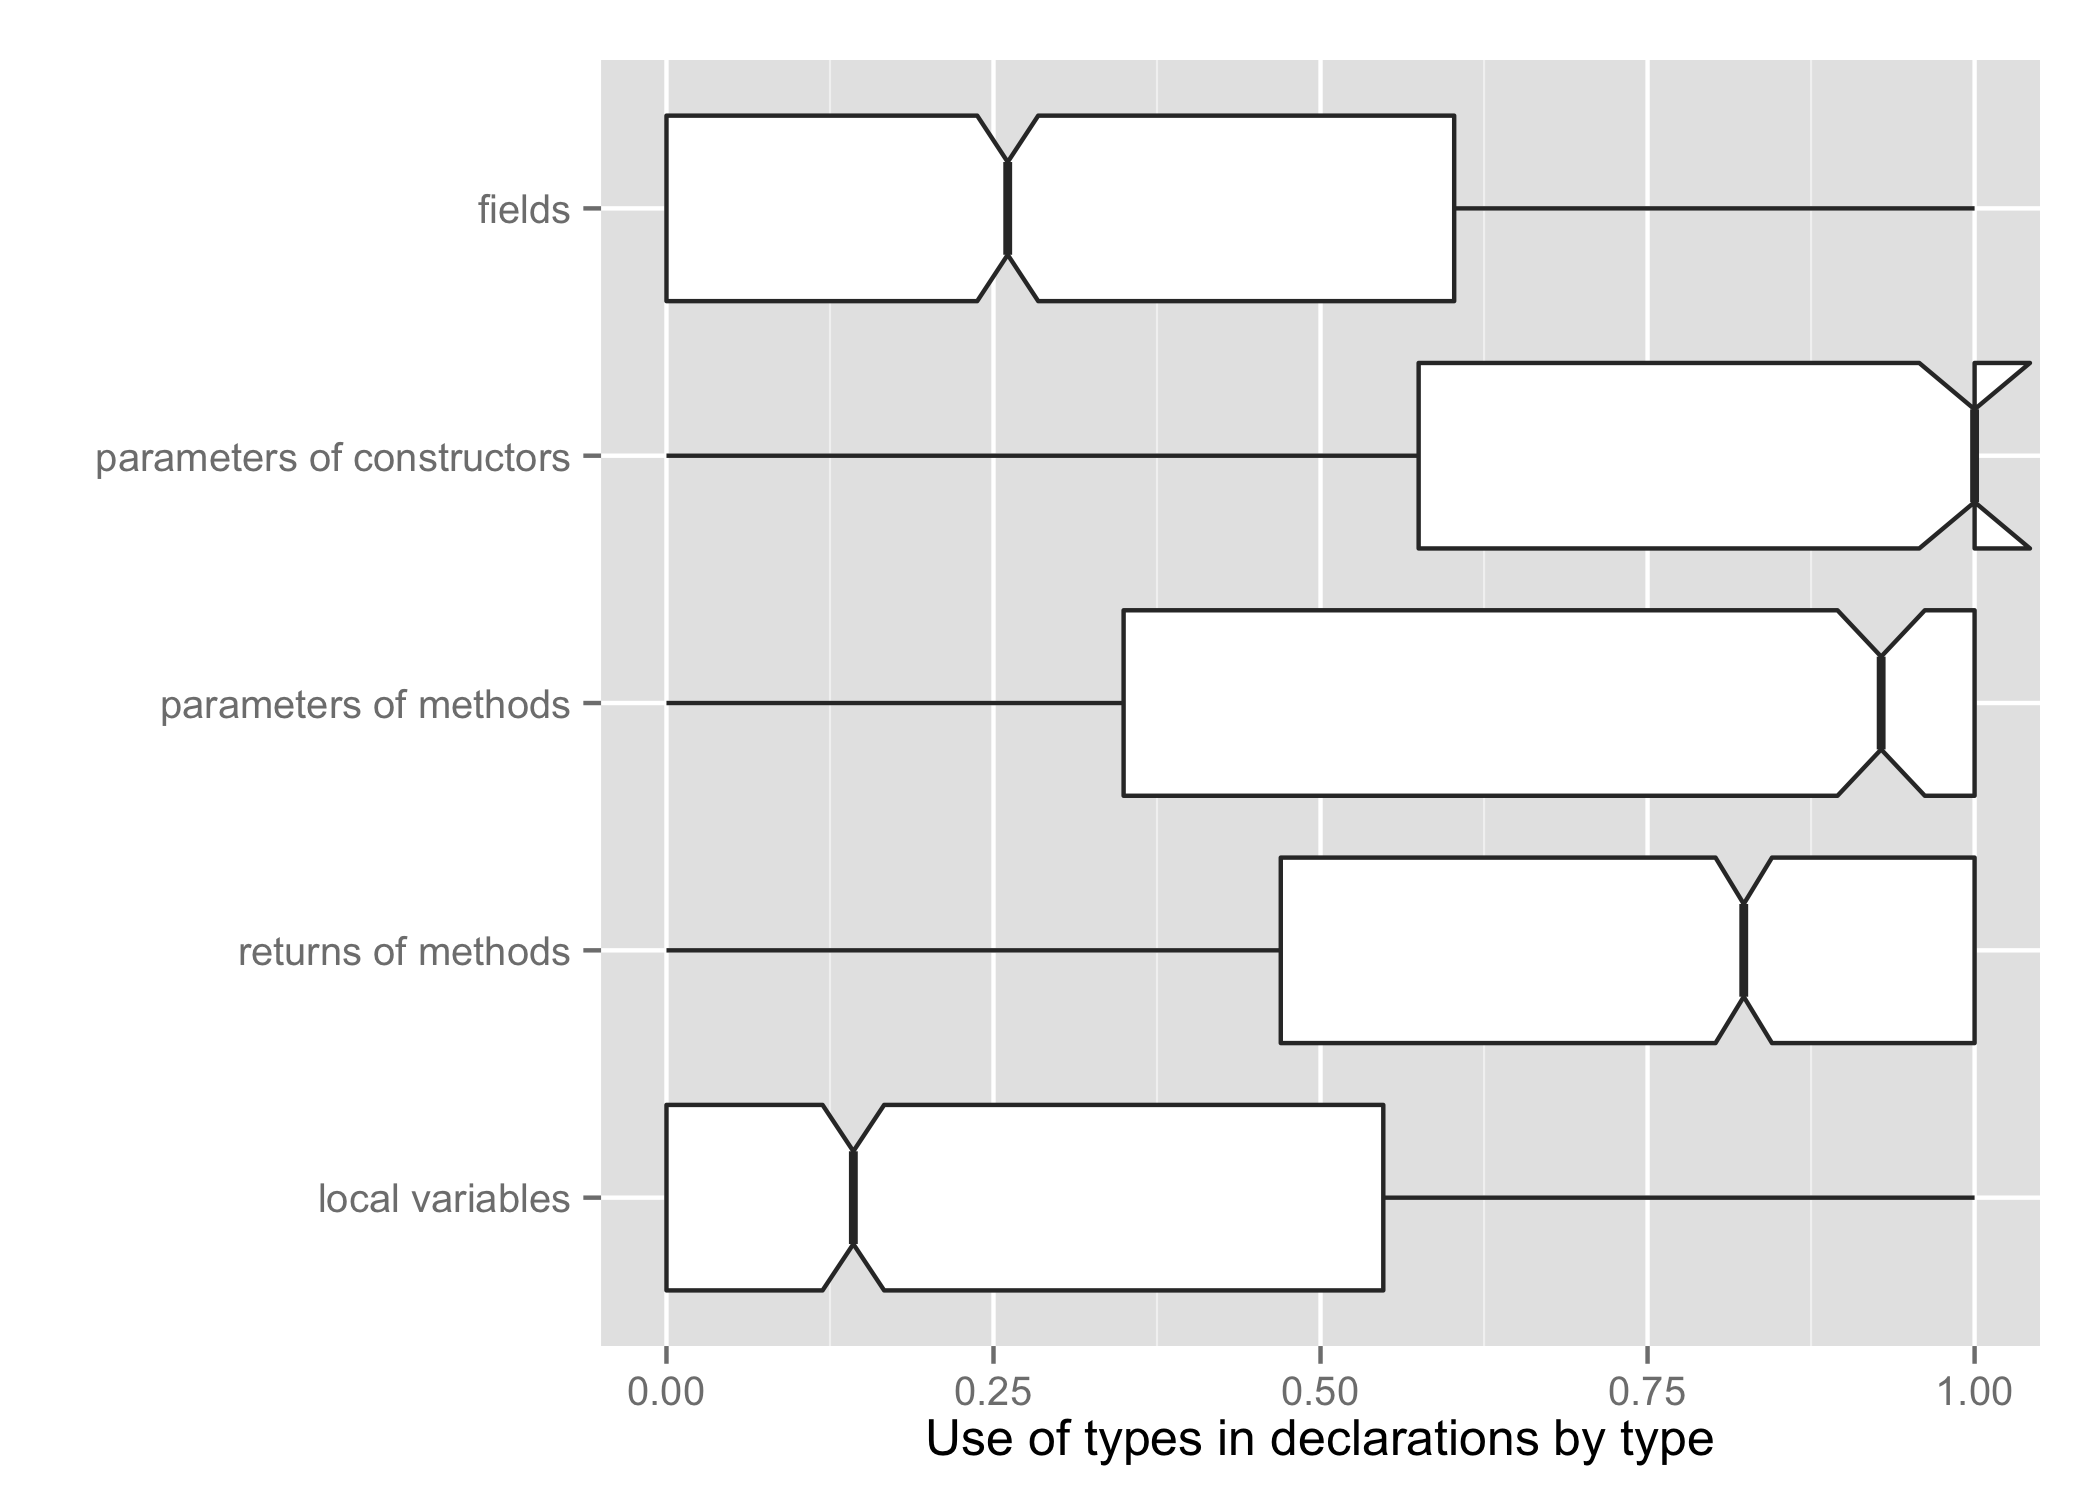 fields
parameters of constructors
parameters of methods
returns of methods
local variables
0.00 0.25 0.50 0.75 1.00
Use of types in declarations by type